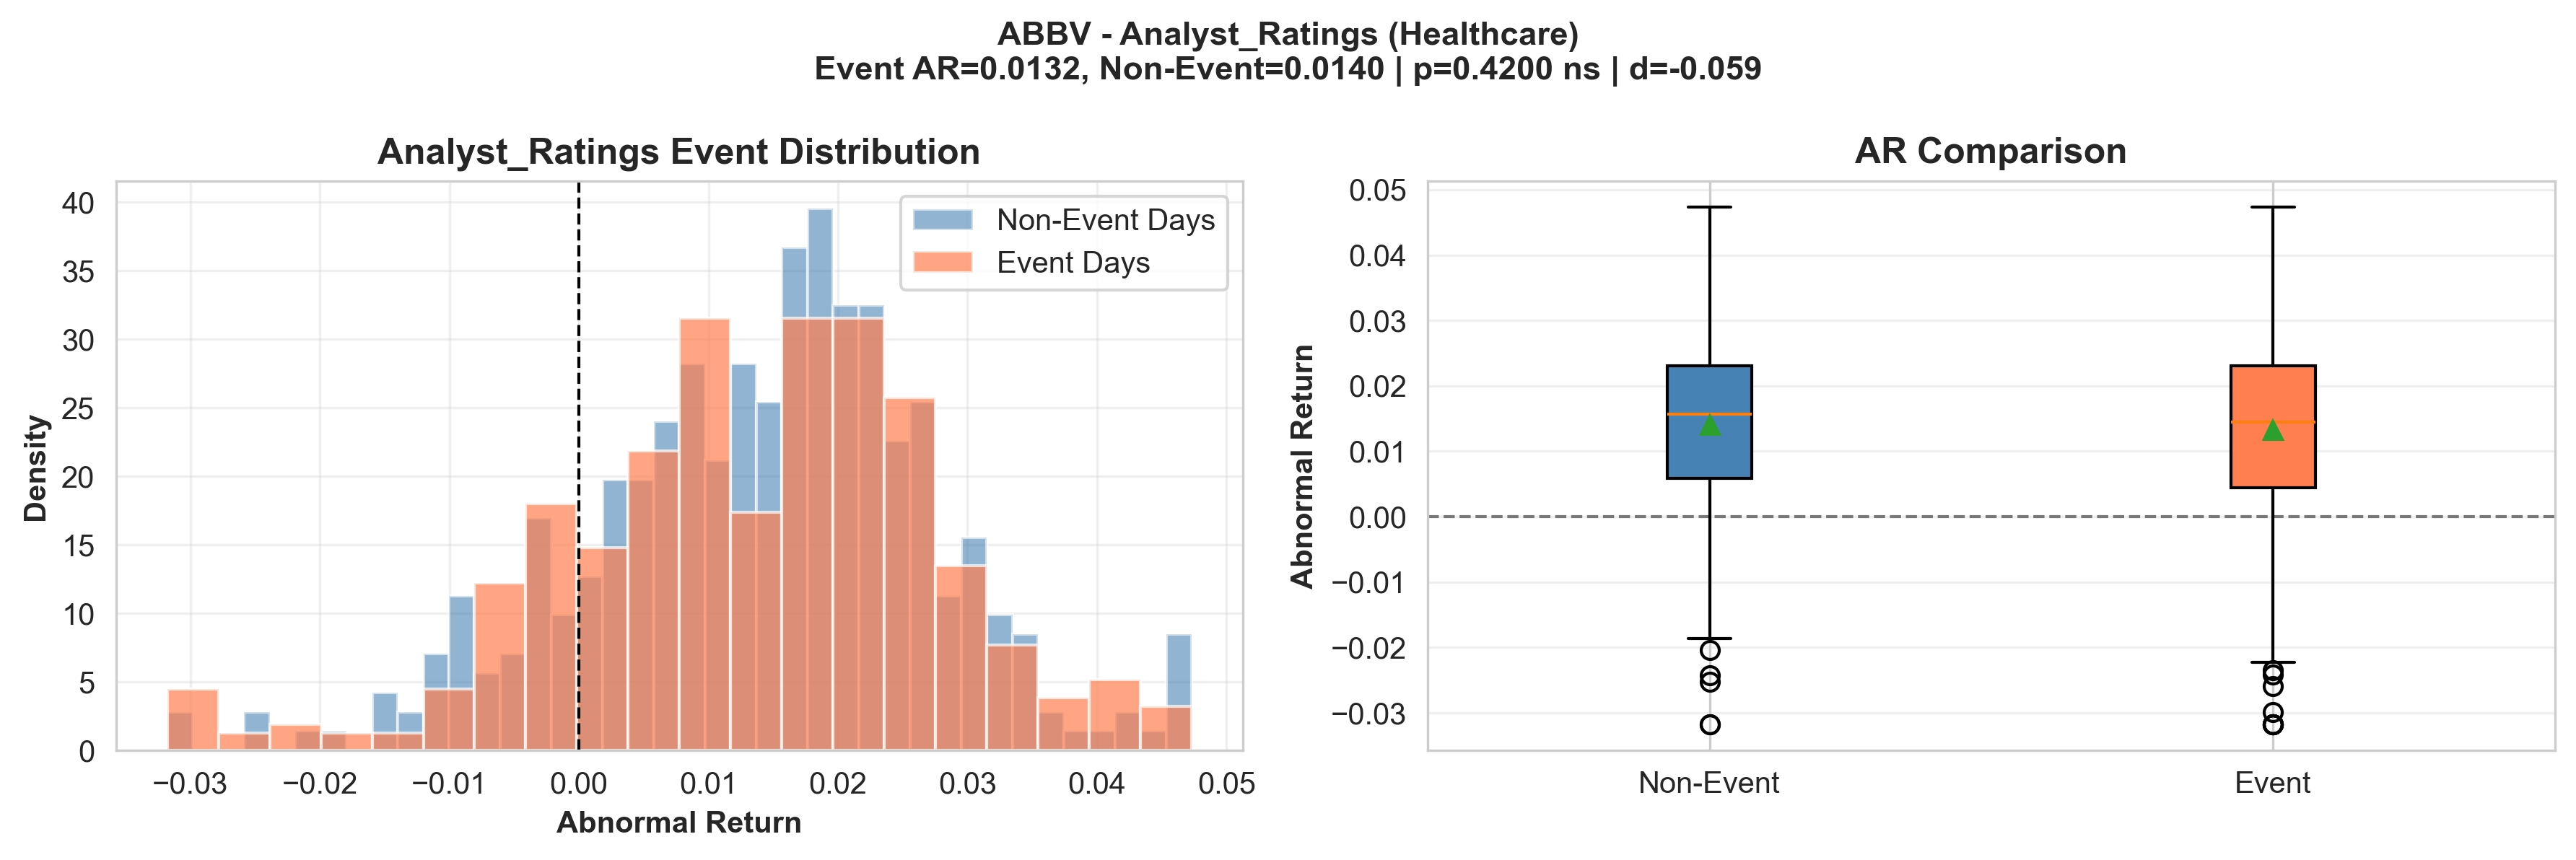 ABBV - Analyst_Ratings (Healthcare)
Event AR=0.0132, Non-Event=0.0140 | p=0.4200 ns | d=-0.059
Analyst_Ratings Event Distribution
Density
40
35
30
25
20
15
10
5
0
Non-Event Days
Event Days
−0.03
−0.02
−0.01
0.00
0.01
0.02
0.03
0.04
0.05
Abnormal Return
AR Comparison
Abnormal Return
0.05
0.04
0.03
0.02
0.01
0.00
−0.01
−0.02
−0.03
Non-Event
Event